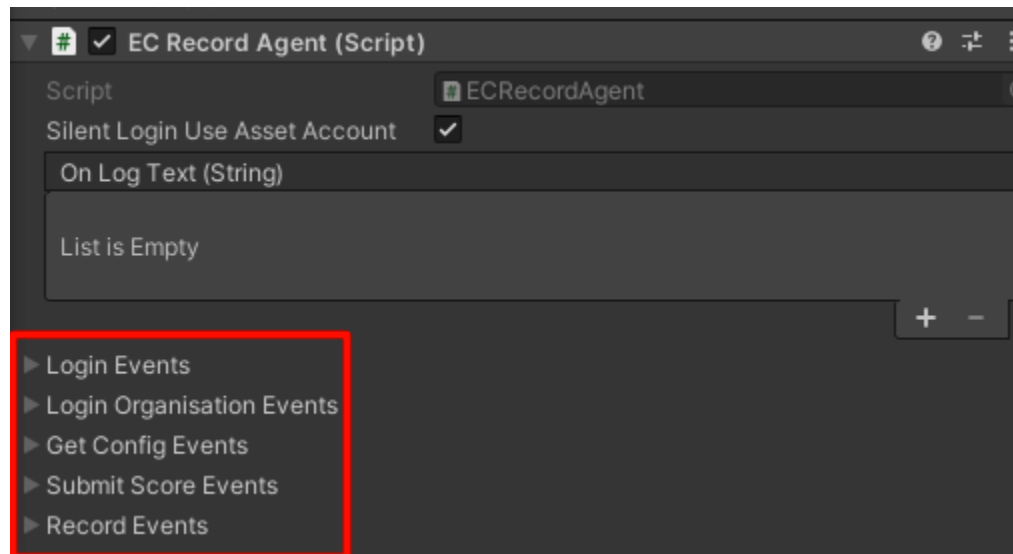 # EC Record Agent (Script)
Script # ECRecordAgent
Silent Login Use Asset Account
On Log Text (String)
List is Empty
+ −
Login Events
Login Organisation Events
Get Config Events
Submit Score Events
Record Events